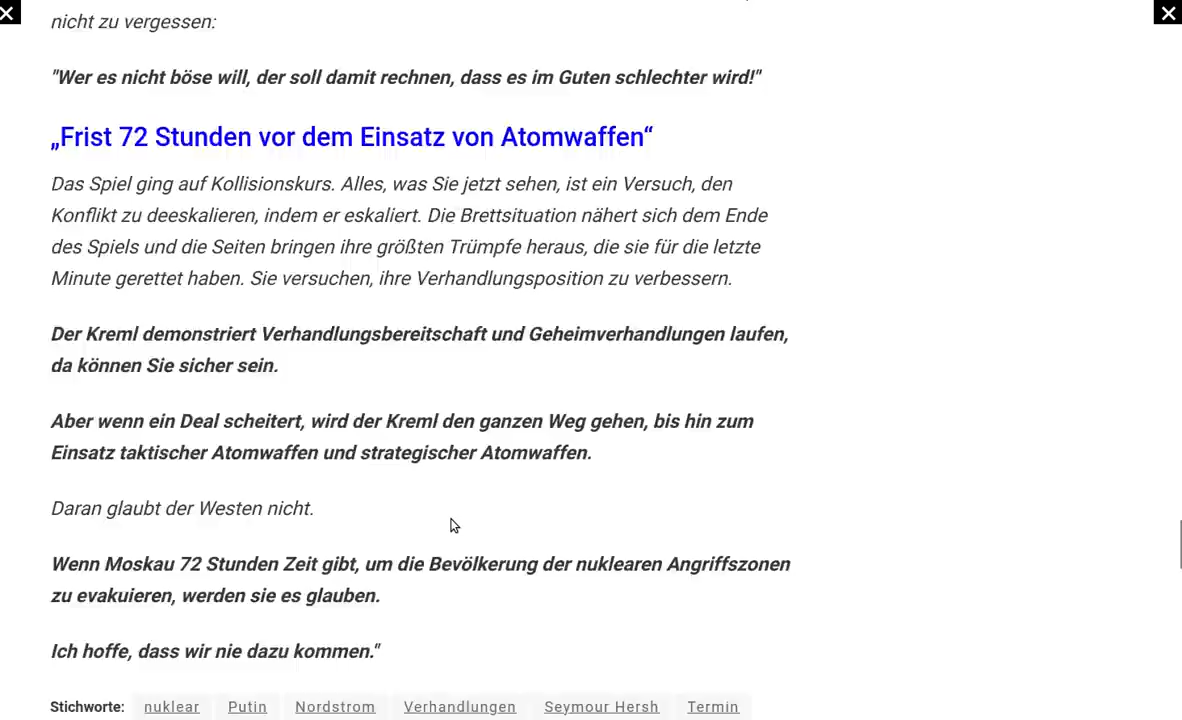 nicht zu vergessen:
"Wer es nicht böse will, der soll damit rechnen, dass es im Guten schlechter wird!"
„Frist 72 Stunden vor dem Einsatz von Atomwaffen“
Das Spiel ging auf Kollisionskurs. Alles, was Sie jetzt sehen, ist ein Versuch, den
Konflikt zu deeskalieren, indem er eskaliert. Die Brettsituation nähert sich dem Ende
des Spiels und die Seiten bringen ihre größten Trümpfe heraus, die sie für die letzte
Minute gerettet haben. Sie versuchen, ihre Verhandlungsposition zu verbessern.
Der Kreml demonstriert Verhandlungsbereitschaft und Geheimverhandlungen laufen,
da können Sie sicher sein.
Aber wenn ein Deal scheitert, wird der Kreml den ganzen Weg gehen, bis hin zum
Einsatz taktischer Atomwaffen und strategischer Atomwaffen.
Daran glaubt der Westen nicht.
Wenn Moskau 72 Stunden Zeit gibt, um die Bevölkerung der nuklearen Angriffszonen
zu evakuieren, werden sie es glauben.
Ich hoffe, dass wir nie dazu kommen."
Stichworte: nuklear Putin Nordstrom Verhandlungen Seymour Hersh Termin